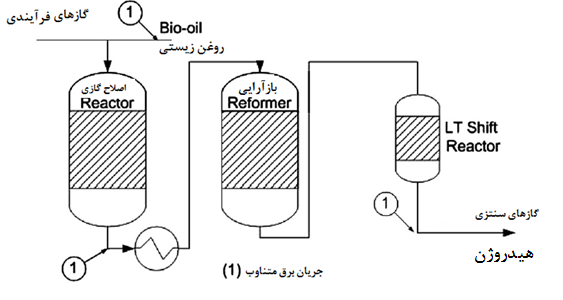 گازهای فرآیندی
1
Bio-oil
روغن زیستی
اصلاح گازی
Reactor
بازآرایی
Reformer
LT Shift
Reactor
1
گازهای سنتزی
هیدروژن
1
جریان برق متناوب (1)